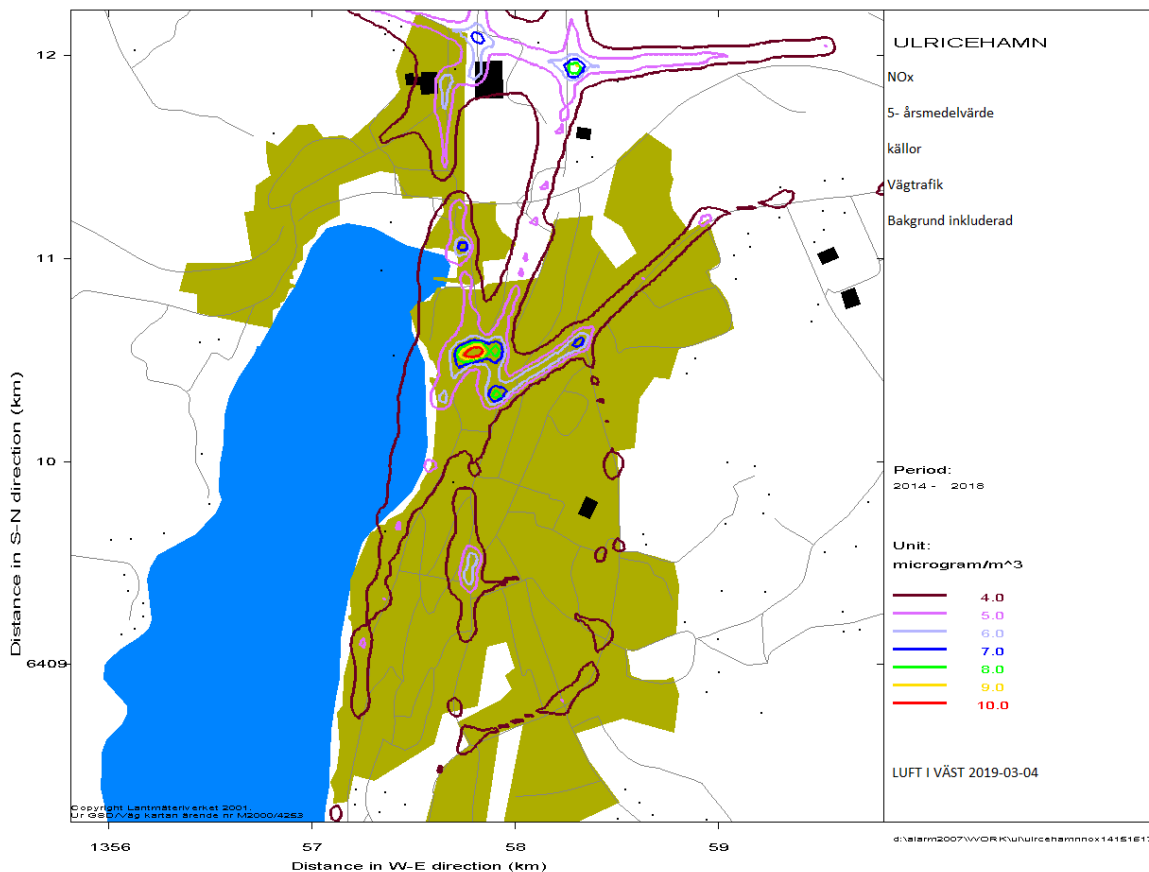 ULRICEHAMN
NOx
5- årsmedelvärde
källor
Vägtrafik
Bakgrund inkluderad
Period:
2014 - 2018
Unit:
microgram/m^3
4.0
5.0
6.0
7.0
8.0
9.0
10.0
LUFT I VÄST 2019-03-04
Distance in S-N direction (km)
12
11
10
6409
Copyright Lantmäteriverket 2001.
Ur GSD/Väg kartan ärende nr M2000/4253
1356 57 58 59
Distance in W-E direction (km)